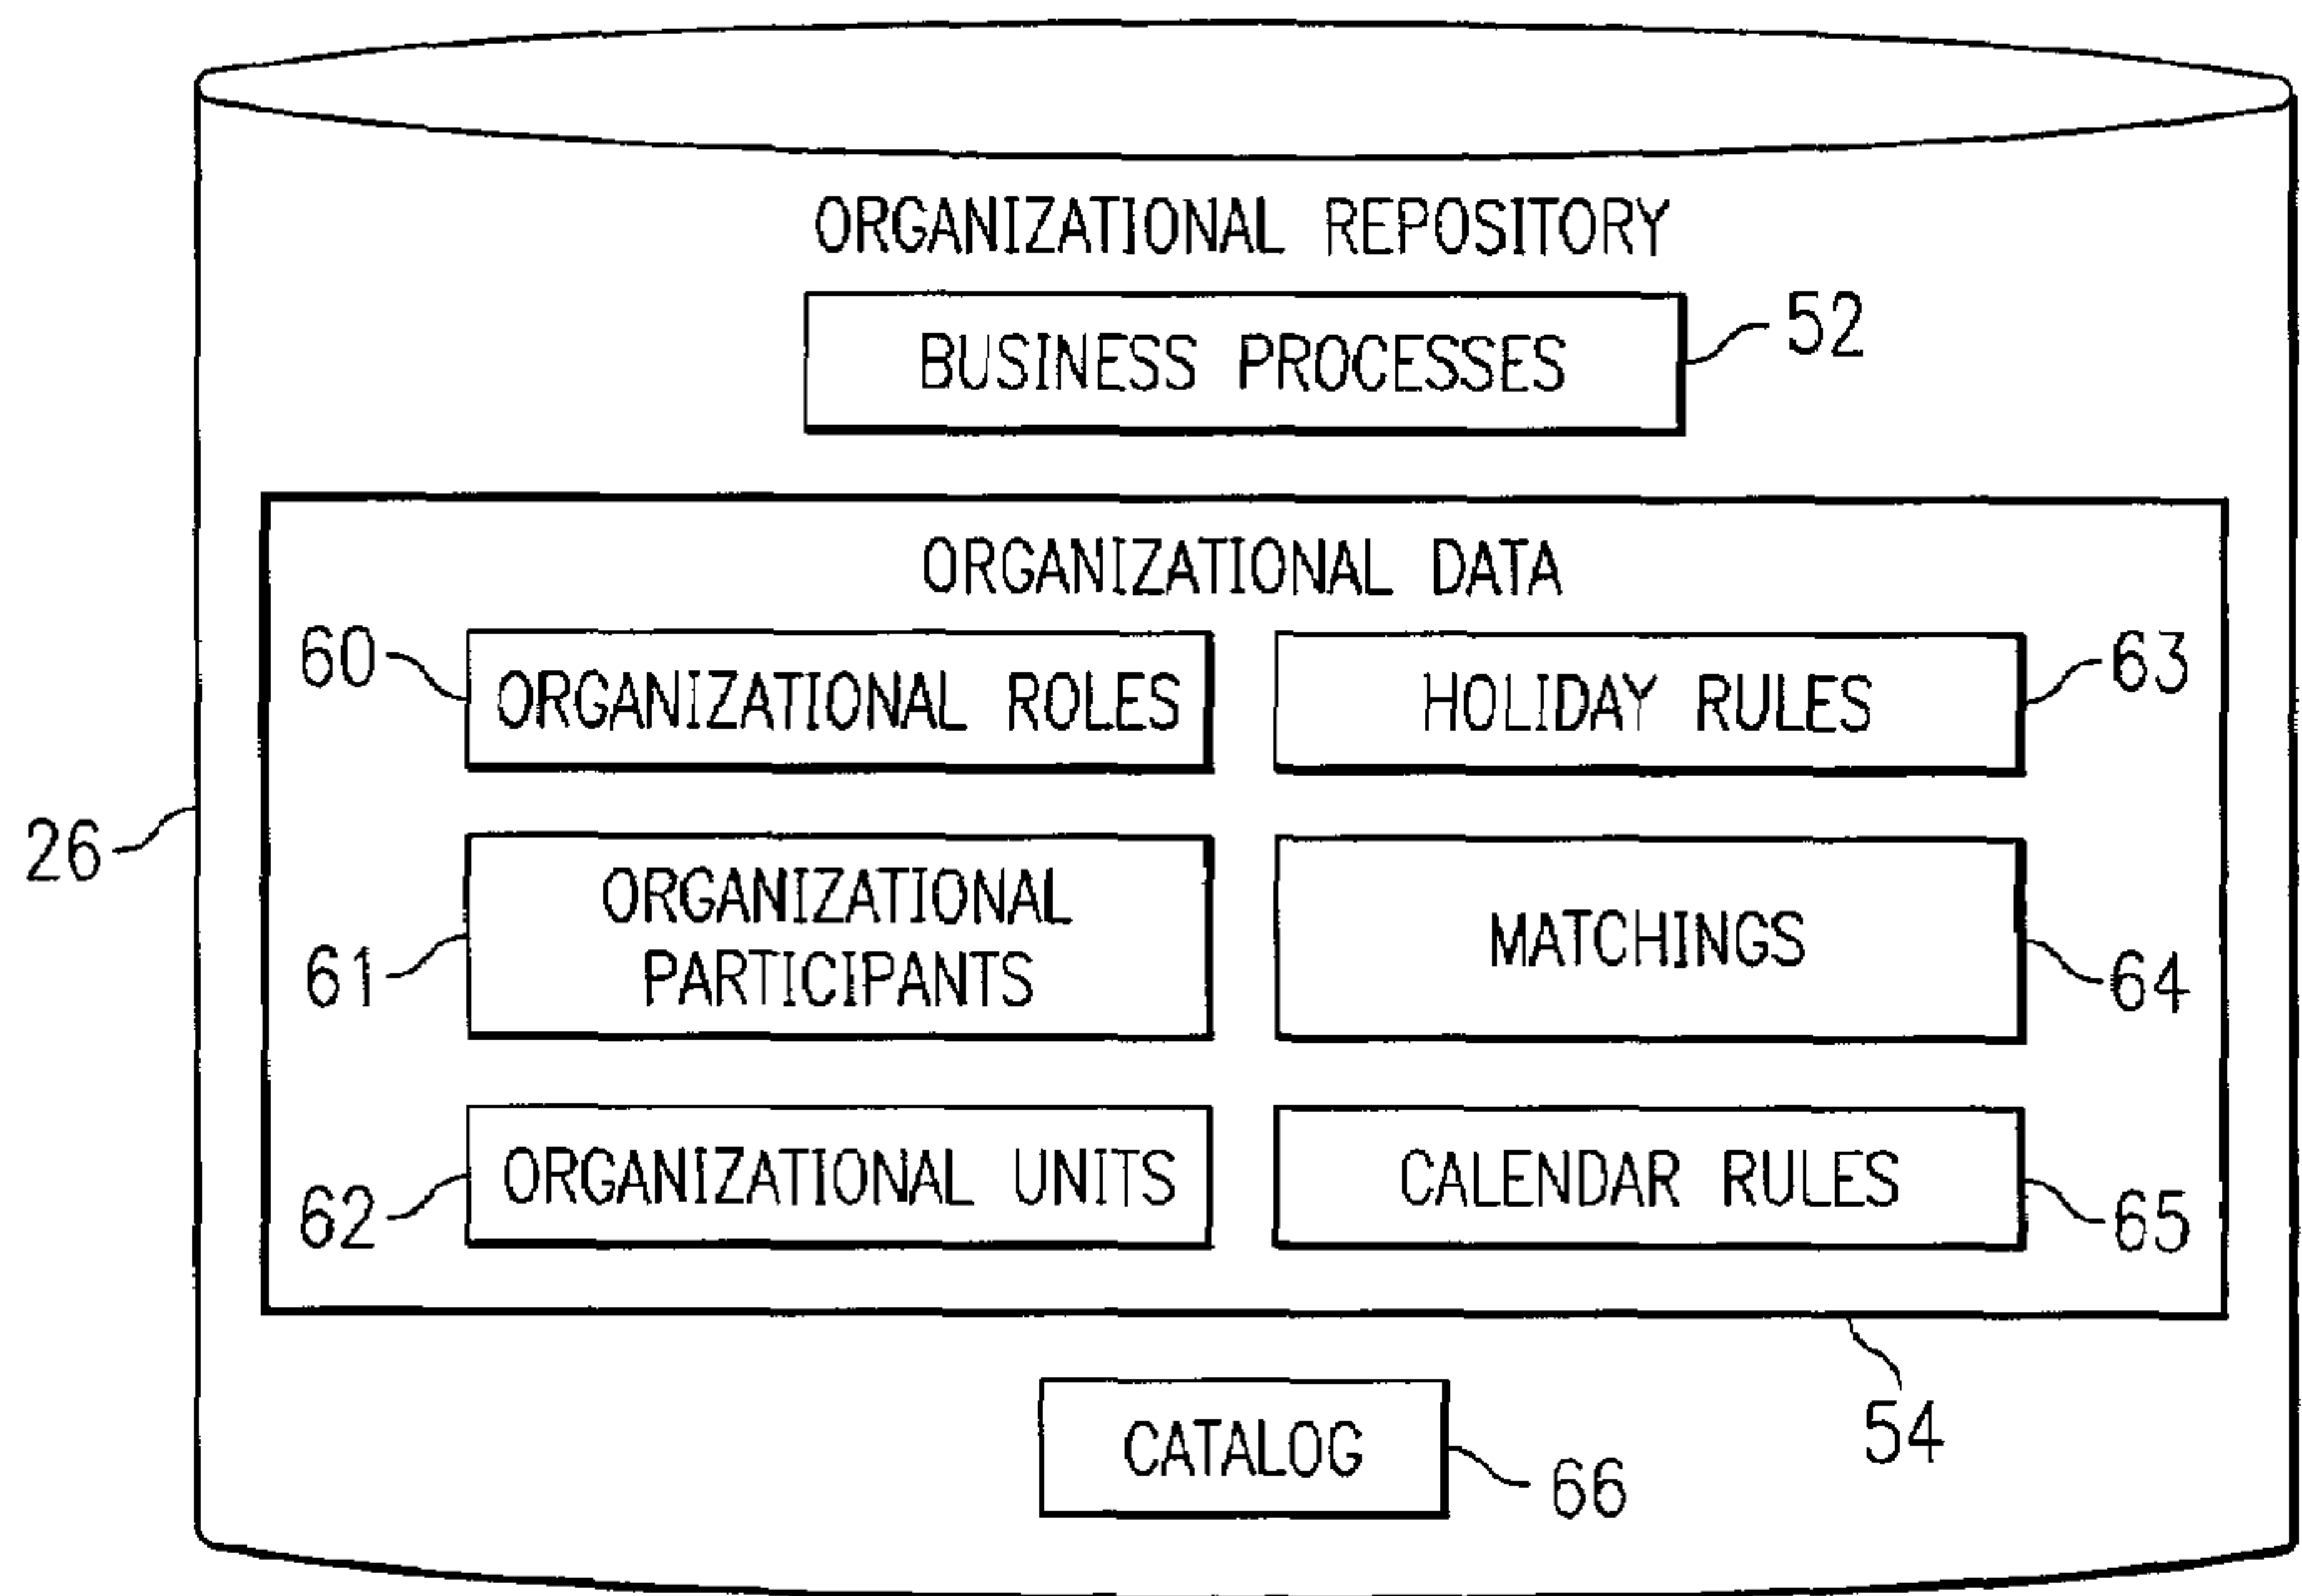 ORGANIZATIONAL REPOSITORY
BUSINESS PROCESSES
52
ORGANIZATIONAL DATA
60
ORGANIZATIONAL ROLES
HOLIDAY RULES
63
26
61
ORGANIZATIONAL
PARTICIPANTS
MATCHINGS
64
62
ORGANIZATIONAL UNITS
CALENDAR RULES
65
54
CATALOG
66